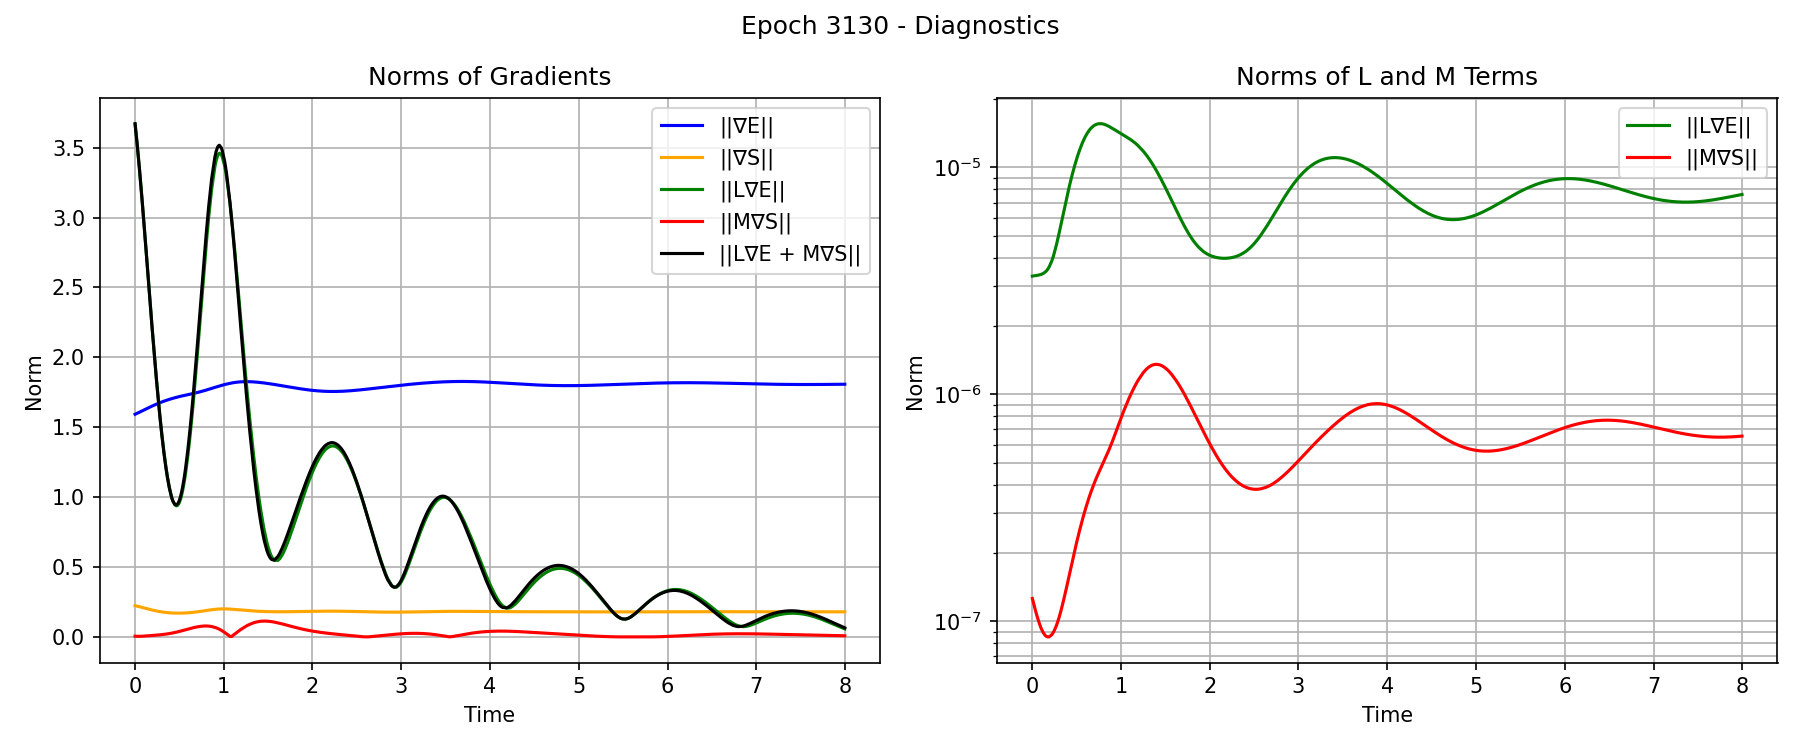 Epoch 3130 - Diagnostics
Norms of Gradients
Norm
3.5
3.0
2.5
2.0
1.5
1.0
0.5
0.0
||∇E||
||∇S||
||L∇E||
||M∇S||
||L∇E + M∇S||
0 1 2 3 4 5 6 7 8
Time
Norms of L and M Terms
Norm
10⁻⁵
10⁻⁶
10⁻⁷
||L∇E||
||M∇S||
0 1 2 3 4 5 6 7 8
Time